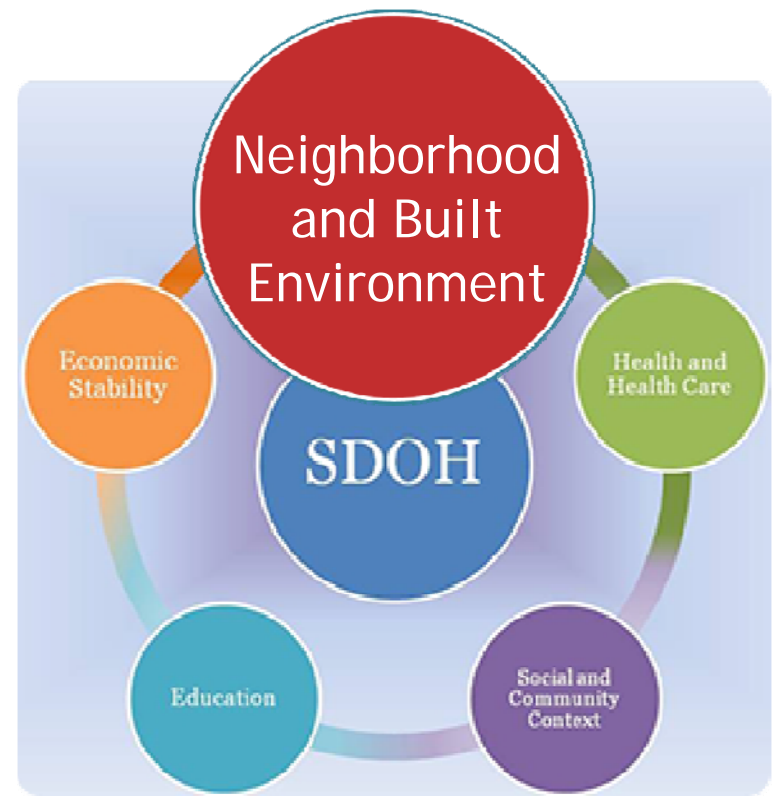 Neighborhood
and Built
Environment
Economic
Stability
Health and
Health Care
SDOH
Education
Social and
Community
Context